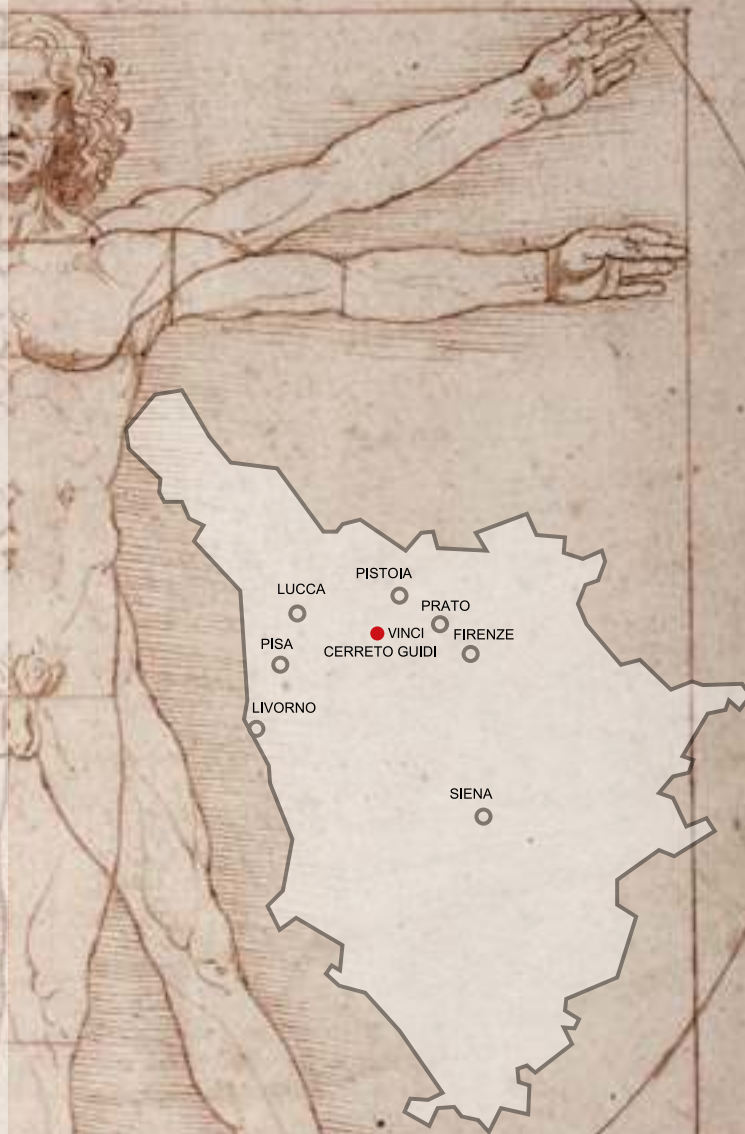 PISTOIA
LUCCA
PRATO
VINCI
FIRENZE
PISA
CERRETO GUIDI
LIVORNO
SIENA